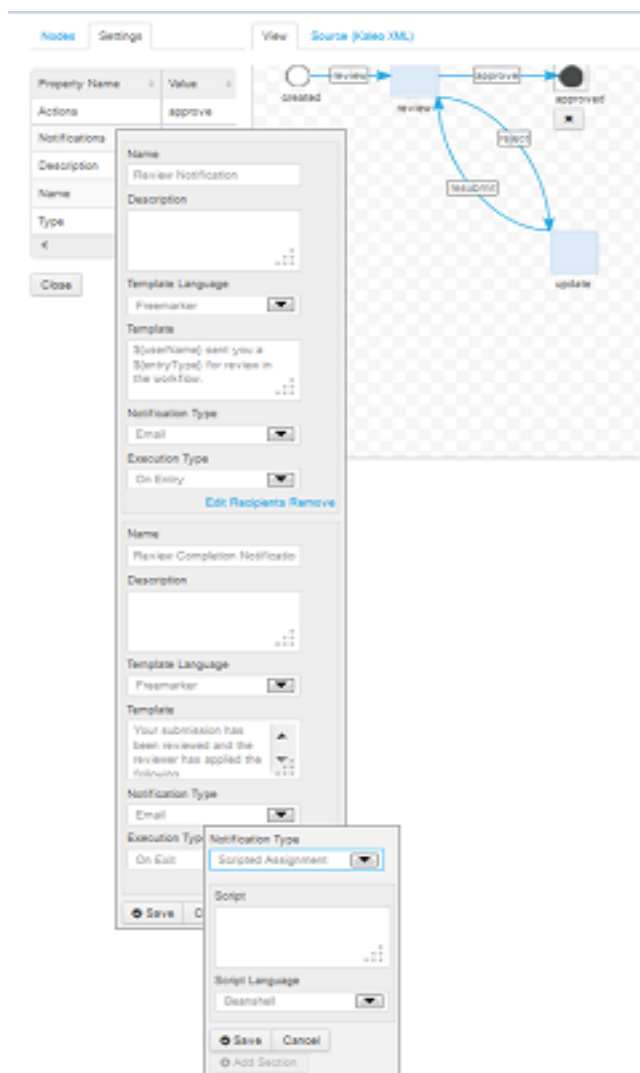 Nodes
Settings
View
Source (Kaleo XML)
Property Name
Value
Actions
approve
Notifications
Description
Name
Type
Close
created
review
review
approve
approved
reject
resubmit
update
Name
Review Notification
Description
Template Language
Freemarker
Template
${userName} sent you a
${entryType} for review in
the workflow.
Notification Type
Email
Execution Type
On Entry
Edit Recipients Remove
Name
Review Completion Notificatio
Description
Template Language
Freemarker
Template
Your submission has
been reviewed and the
reviewer has applied the
following
Notification Type
Email
Execution Typ
On Exit
Save
C
Notification Type
Scripted Assignment
Script
Script Language
Beanshell
Save
Cancel
Add Section